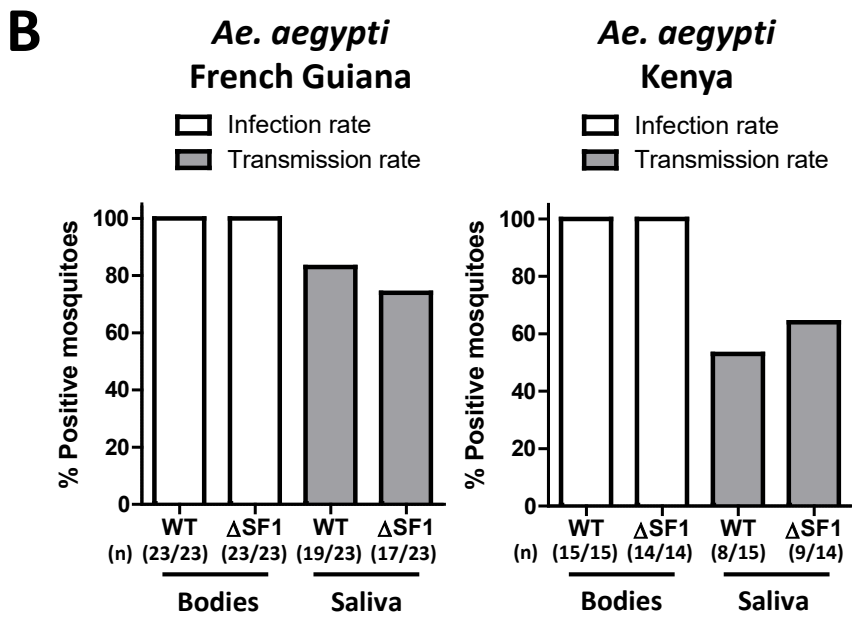 B
Ae. aegypti
French Guiana
Infection rate
Transmission rate
% Positive mosquitoes
100
80
60
40
20
0
WT ΔSF1 WT ΔSF1
(n) (23/23) (23/23) (19/23) (17/23)
Bodies Saliva
Ae. aegypti
Kenya
Infection rate
Transmission rate
% Positive mosquitoes
100
80
60
40
20
0
WT ΔSF1 WT ΔSF1
(n) (15/15) (14/14) (8/15) (9/14)
Bodies Saliva